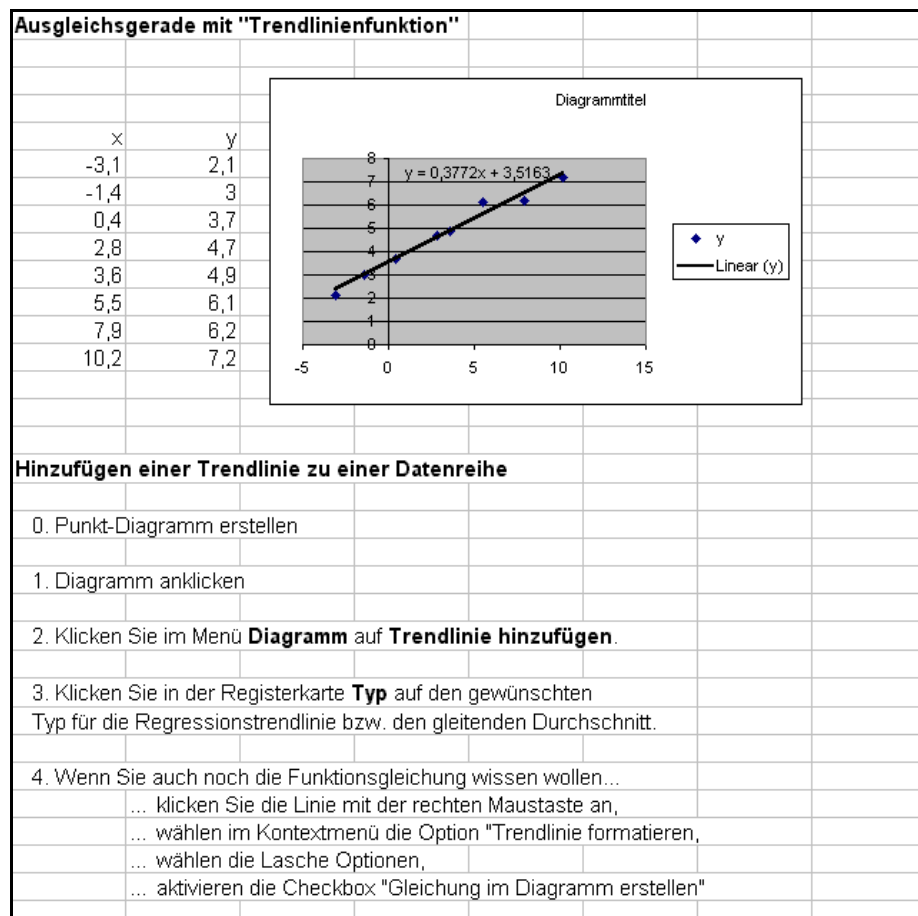 Ausgleichsgerade mit "Trendlinienfunktion"
Diagrammtitel
x y
-3,1 2,1
-1,4 3
0,4 3,7
2,8 4,7
3,6 4,9
5,5 6,1
7,9 6,2
10,2 7,2
8
y = 0,3772x + 3,5163
7
6
5
4
3
2
1
0
-5 0 5 10 15
y
Linear (y)
Hinzufügen einer Trendlinie zu einer Datenreihe
0. Punkt-Diagramm erstellen
1. Diagramm anklicken
2. Klicken Sie im Menü Diagramm auf Trendlinie hinzufügen.
3. Klicken Sie in der Registerkarte Typ auf den gewünschten
Typ für die Regressionstrendlinie bzw. den gleitenden Durchschnitt.
4. Wenn Sie auch noch die Funktionsgleichung wissen wollen...
... klicken Sie die Linie mit der rechten Maustaste an,
... wählen im Kontextmenü die Option "Trendlinie formatieren,
... wählen die Lasche Optionen,
... aktivieren die Checkbox "Gleichung im Diagramm erstellen"